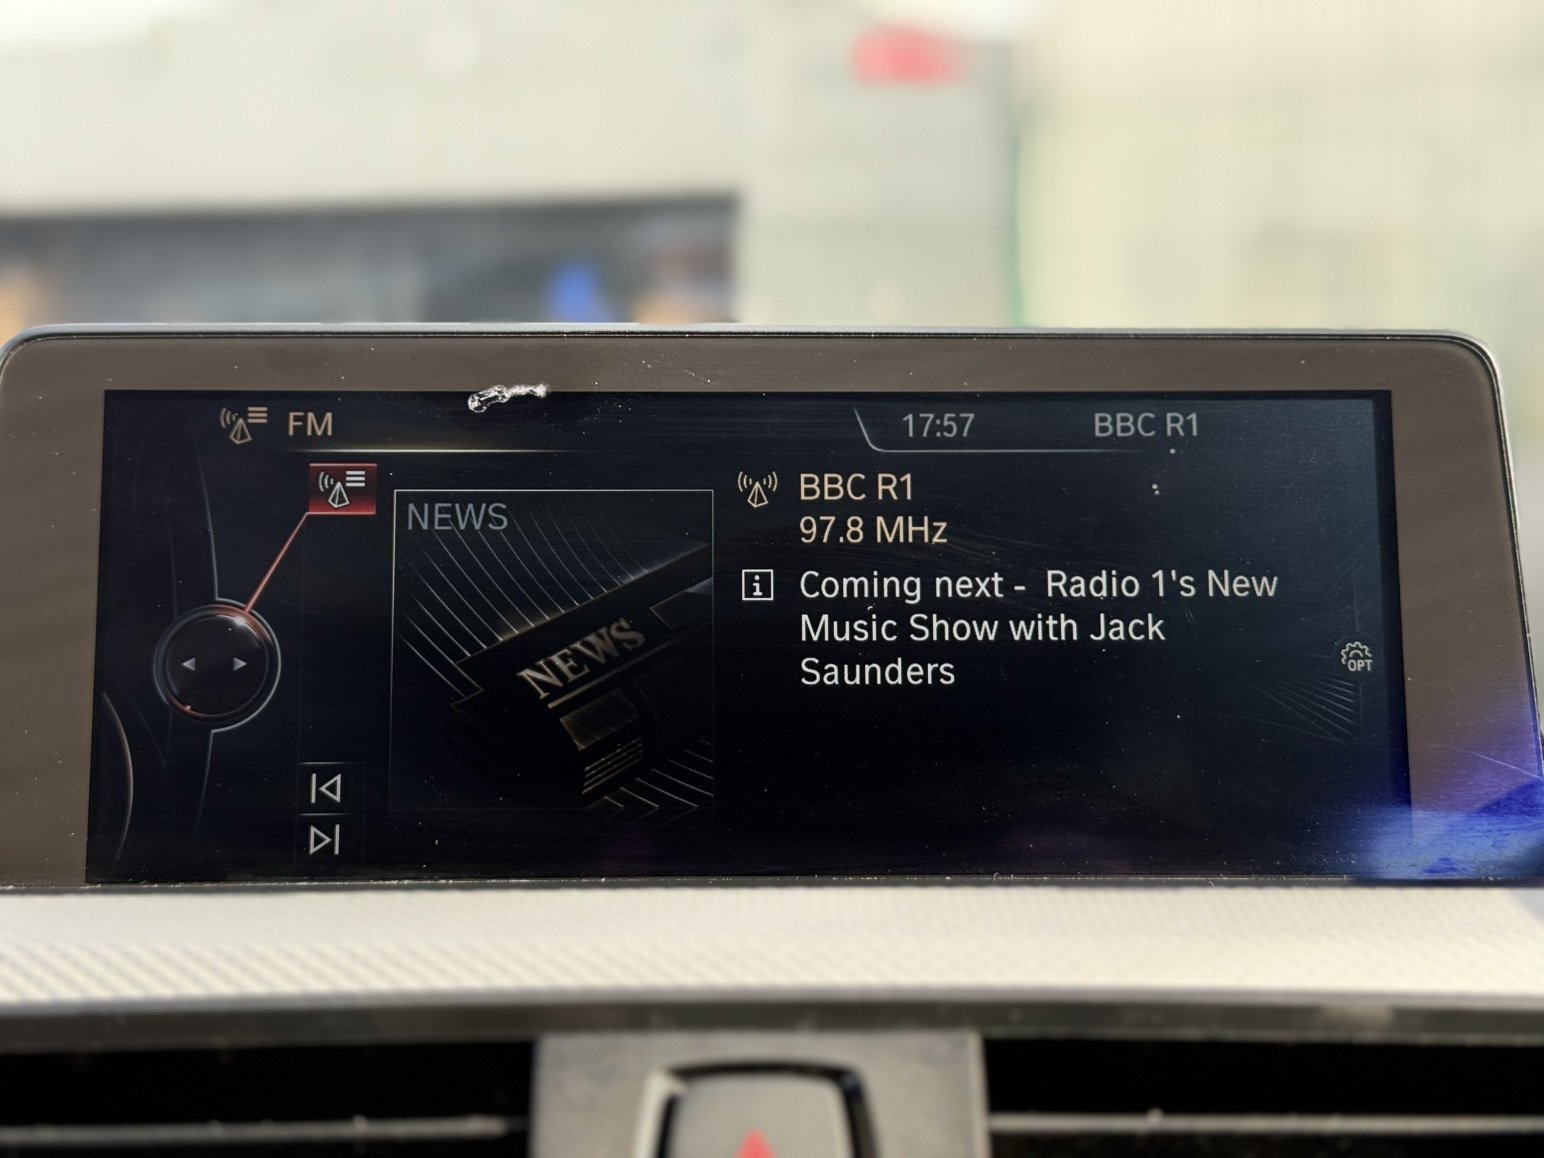 FM
17:57
BBC R1
NEWS
NEWS
BBC R1
97.8 MHz
Coming next - Radio 1's New
Music Show with Jack
Saunders
OPT